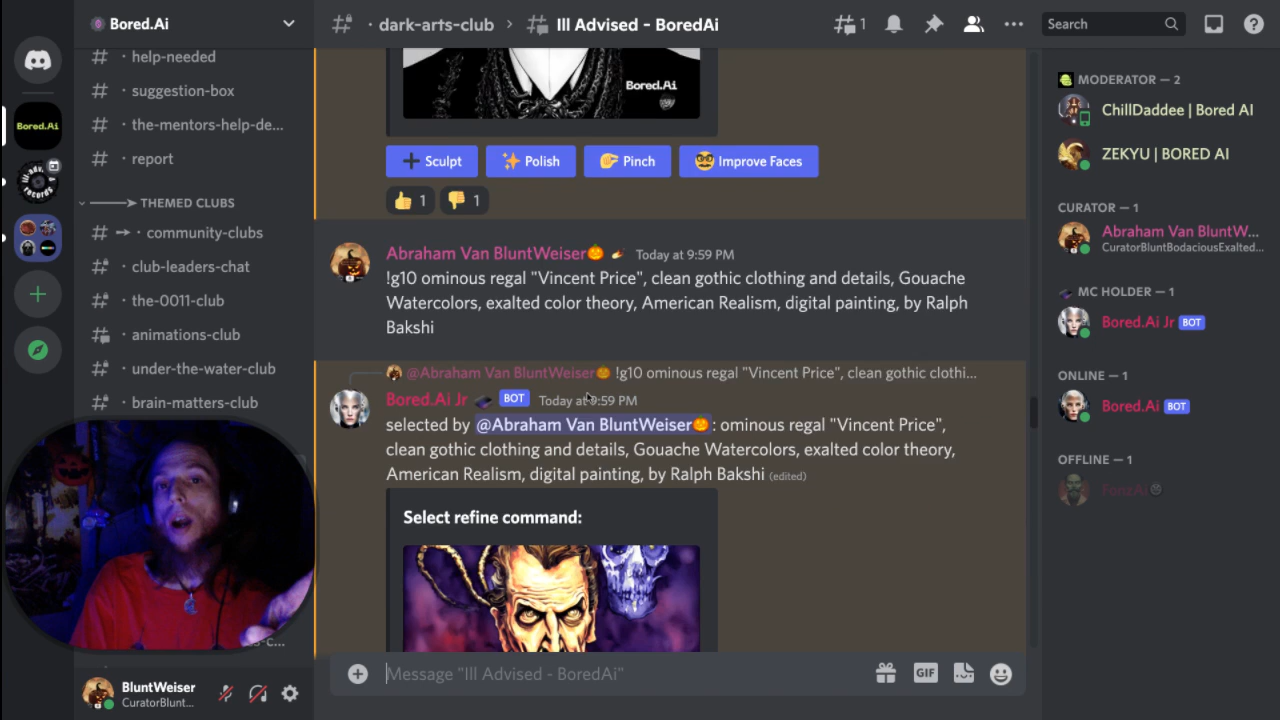 Bored.Ai
· dark-arts-club > Ill Advised - BoredAi
1
Search
# · help-needed
# · suggestion-box
# · the-mentors-help-de...
# · report
THEMED CLUBS
# · community-clubs
· club-leaders-chat
· the-0011-club
· animations-club
· under-the-water-club
· brain-matters-club
s-c...
BluntWeiser
CuratorBlunt...
Bored.Ai
Bored.Ai
Sculpt
Polish
Pinch
Improve Faces
1
1
Abraham Van BluntWeiser Today at 9:59 PM
!g10 ominous regal "Vincent Price", clean gothic clothing and details, Gouache
Watercolors, exalted color theory, American Realism, digital painting, by Ralph
Bakshi
@Abraham Van BluntWeiser !g10 ominous regal "Vincent Price", clean gothic clothi...
Bored.Ai Jr BOT Today at 9:59 PM
selected by @Abraham Van BluntWeiser : ominous regal "Vincent Price",
clean gothic clothing and details, Gouache Watercolors, exalted color theory,
American Realism, digital painting, by Ralph Bakshi (edited)
Select refine command:
Message "Ill Advised - BoredAi"
GIF
MODERATOR — 2
ChillDaddee | Bored AI
ZEKYU | BORED AI
CURATOR — 1
Abraham Van BluntW...
CuratorBluntBodaciousExalted...
MC HOLDER — 1
Bored.Ai Jr BOT
ONLINE — 1
Bored.Ai BOT
OFFLINE — 1